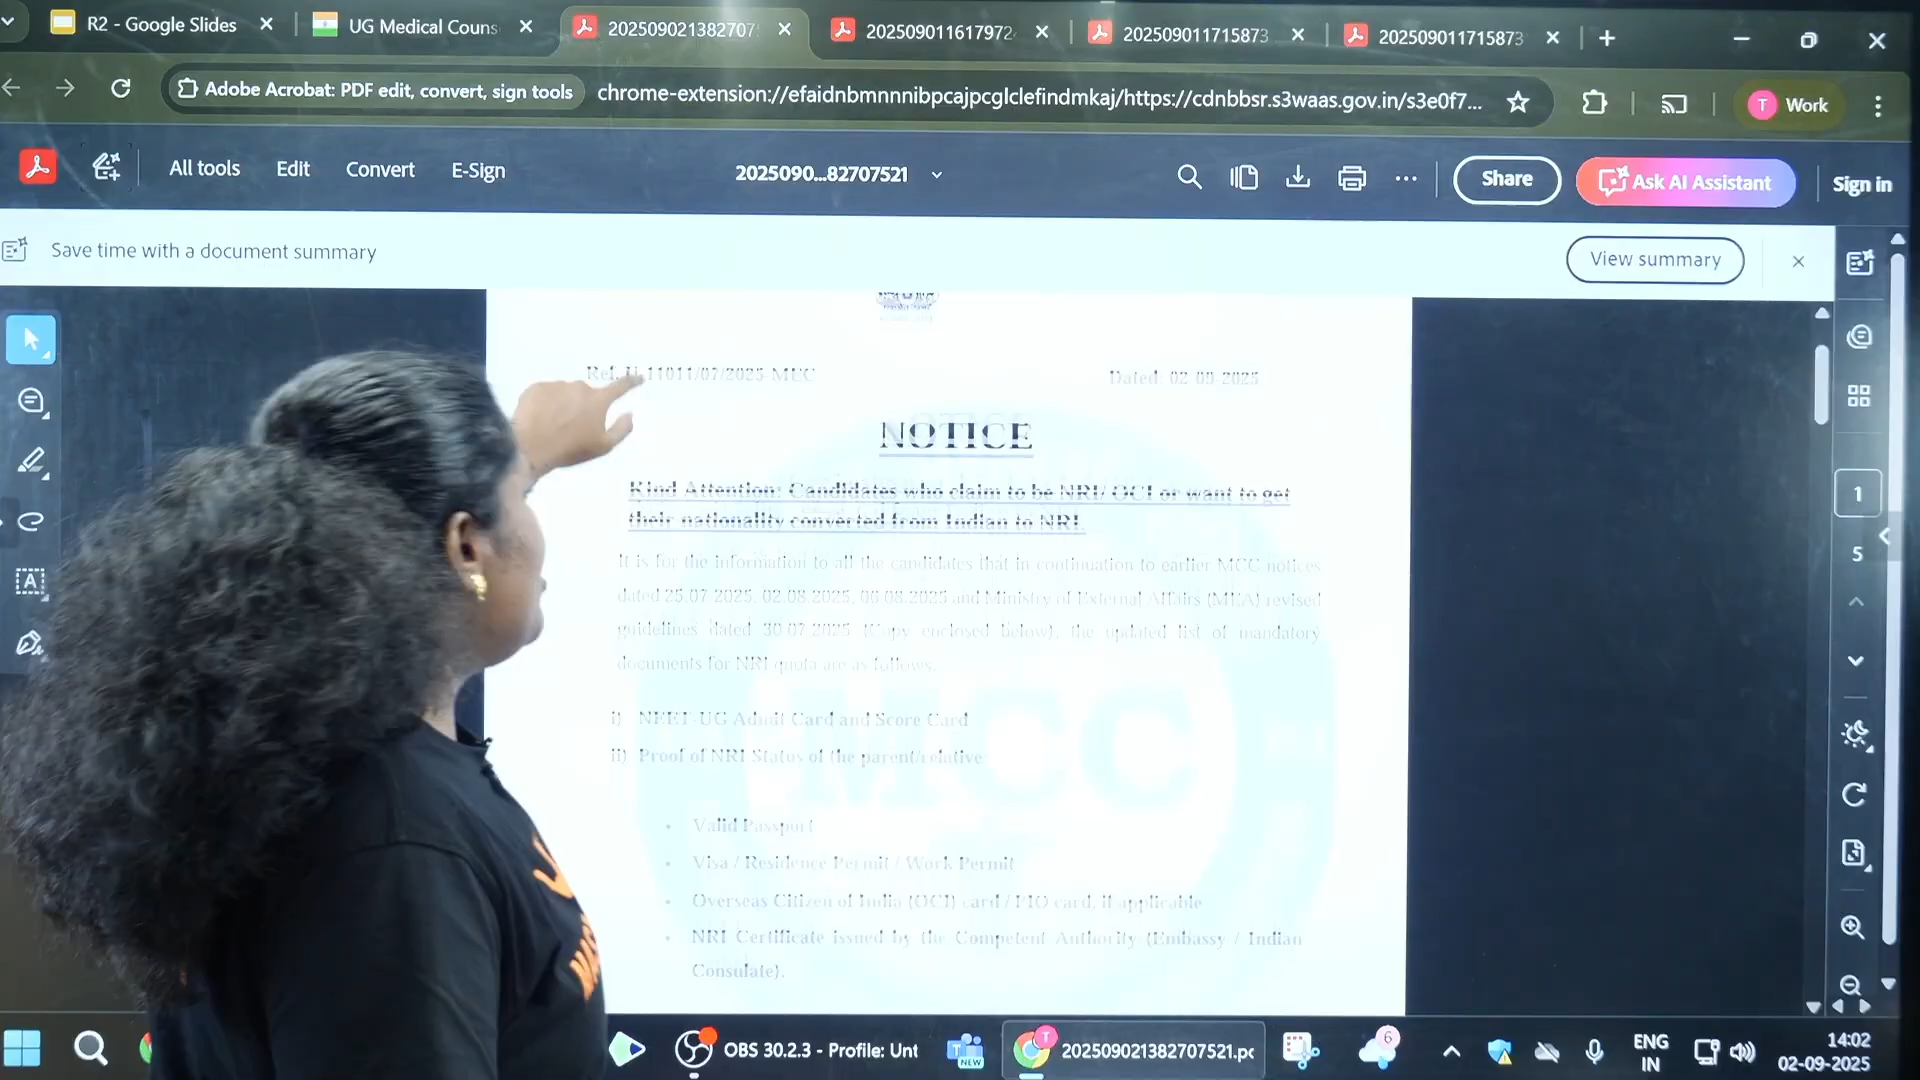 R2 - Google Slides
UG Medical Couns
202509021382707
202509011617972
202509011715873
202509011715873
Adobe Acrobat: PDF edit, convert, sign tools
chrome-extension://efaidnbmnnnibpcajpcglclefindmkaj/https://cdnbbsr.s3waas.gov.in/s3e0f7...
T Work
All tools
Edit
Convert
E-Sign
2025090...82707521
Share
Ask AI Assistant
Sign in
Save time with a document summary
View summary
Ref. U-11011/07/2025-MCC
Dated: 02-09-2025
NOTICE
Kind Attention: Candidates who claim to be NRI/ OCI or want to get
their nationality converted from Indian to NRI.
It is for the information to all the candidates that in continuation to earlier MCC notices
dated 25.07.2025, 02.08.2025, 06.08.2025 and Ministry of External Affairs (MEA) revised
guidelines dated 30.07.2025 (Copy enclosed below), the updated list of mandatory
documents for NRI quota are as follows.
i) NEET-UG Admit Card and Score Card
ii) Proof of NRI Status of the parent/relative
• Valid Passport
• Visa / Residence Permit / Work Permit
• Overseas Citizen of India (OCI) card / PIO card, if applicable
• NRI Certificate issued by the Competent Authority (Embassy / Indian
Consulate).
MCC
1
5
OBS 30.2.3 - Profile: Unt
NEW
T
202509021382707521.pc
6
ENG
IN
14:02
02-09-2025